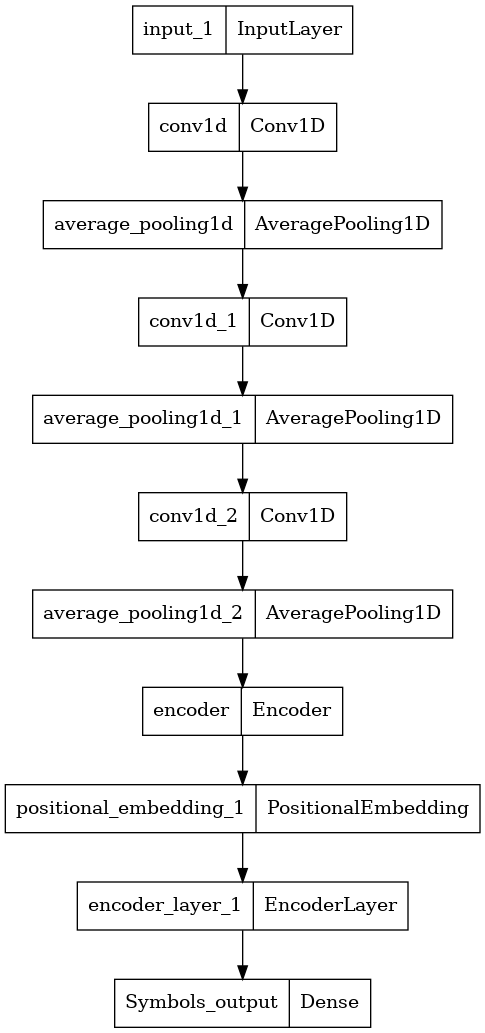 input_1 InputLayer
conv1d Conv1D
average_pooling1d AveragePooling1D
conv1d_1 Conv1D
average_pooling1d_1 AveragePooling1D
conv1d_2 Conv1D
average_pooling1d_2 AveragePooling1D
encoder Encoder
positional_embedding_1 PositionalEmbedding
encoder_layer_1 EncoderLayer
Symbols_output Dense